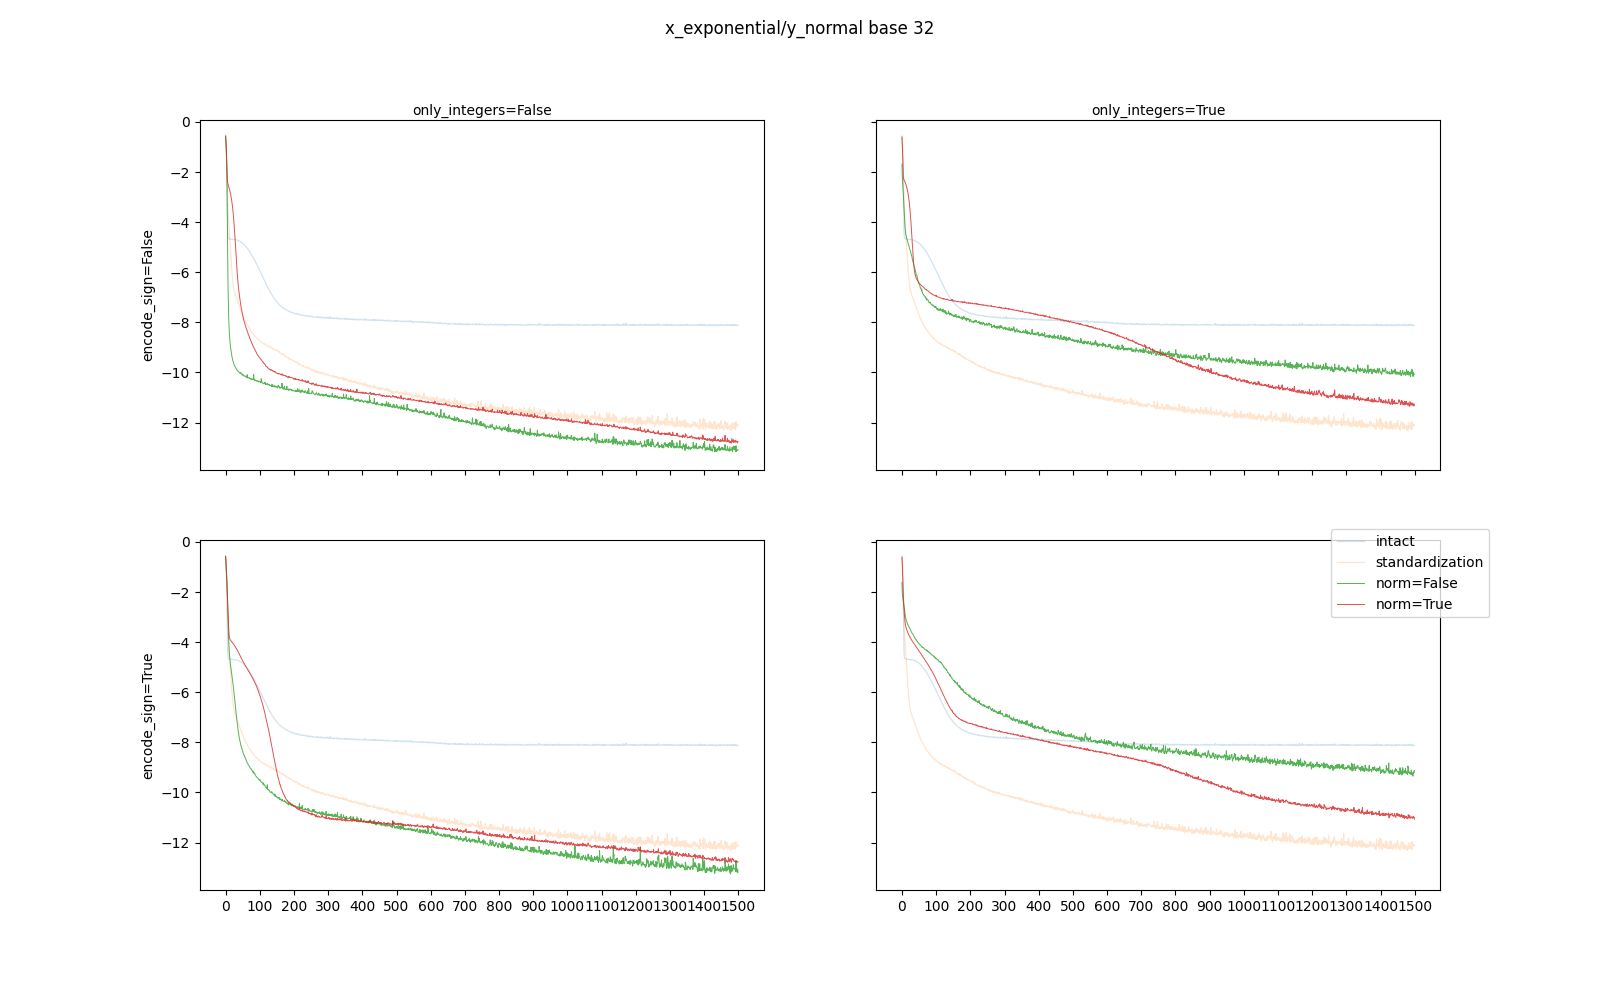 x_exponential/y_normal base 32
only_integers=False
only_integers=True
0
−2
−4
−6
−8
−10
−12
encode_sign=False
0
−2
−4
−6
−8
−10
−12
encode_sign=True
intact
standardization
norm=False
norm=True
0 100 200 300 400 500 600 700 800 900 1000 1100 1200 1300 1400 1500
0 100 200 300 400 500 600 700 800 900 1000 1100 1200 1300 1400 1500